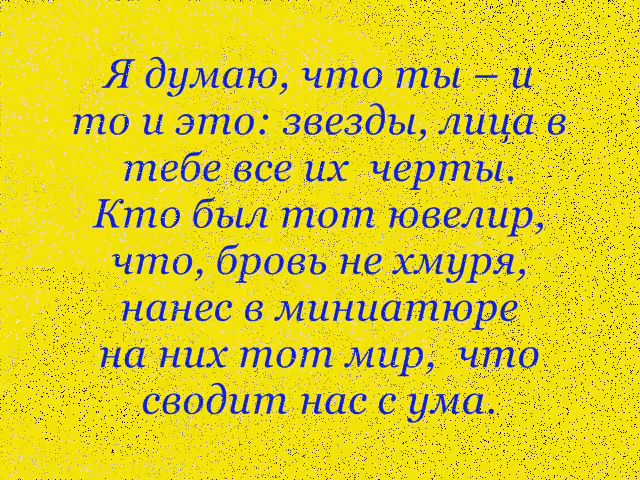 Я думаю, что ты – и
то и это: звезды, лица в
тебе все их черты.
Кто был тот ювелир,
что, бровь не хмуря,
нанес в миниатюре
на них тот мир, что
сводит нас с ума.